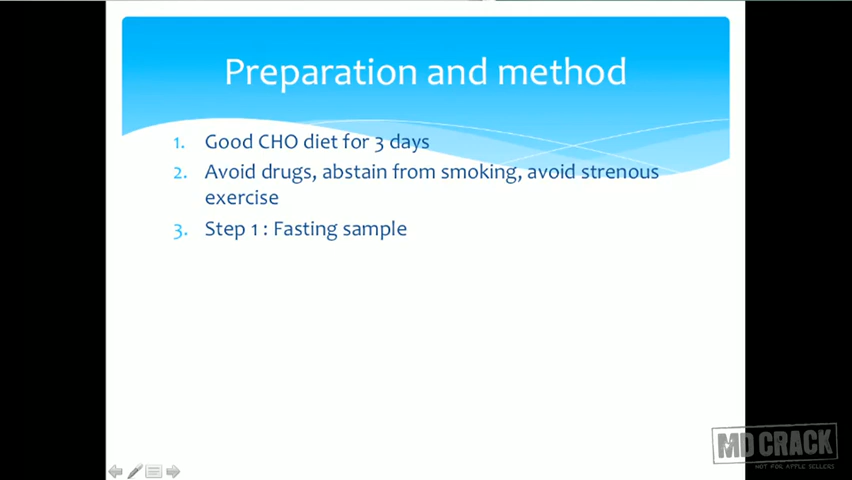 Preparation and method
1. Good CHO diet for 3 days
2. Avoid drugs, abstain from smoking, avoid strenous
exercise
3. Step 1 : Fasting sample
MD CRACK
NOT FOR APPLE SELLERS